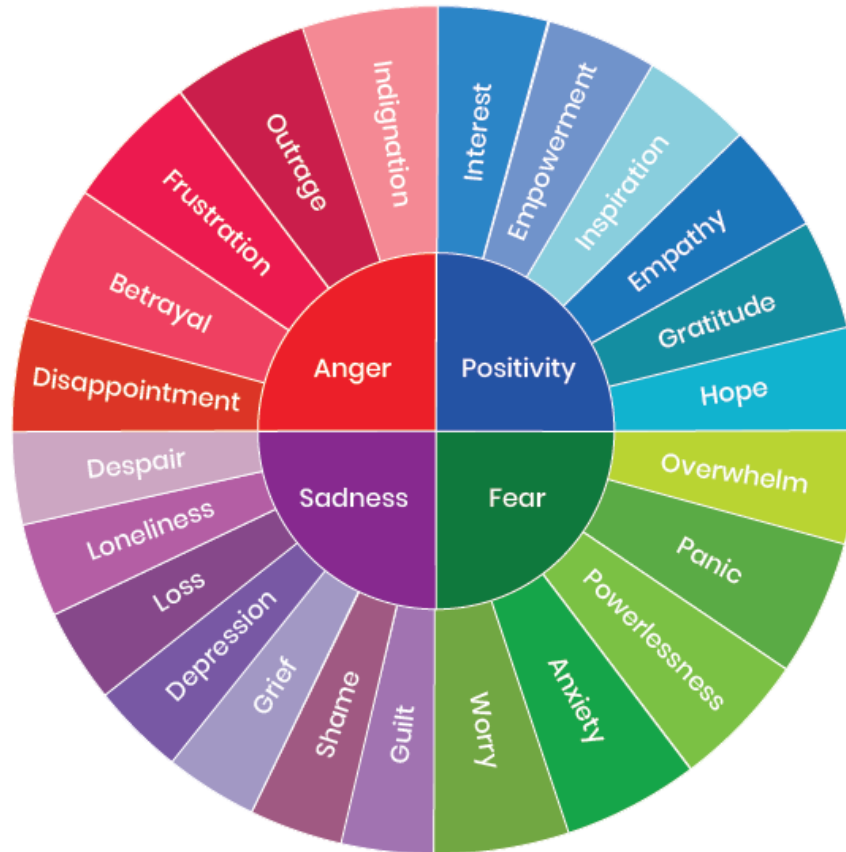 Interest
Empowerment
Inspiration
Empathy
Gratitude
Hope
Overwhelm
Panic
Powerlessness
Anxiety
Worry
Guilt
Shame
Grief
Depression
Loss
Loneliness
Despair
Disappointment
Betrayal
Frustration
Outrage
Indignation
Anger
Positivity
Sadness
Fear